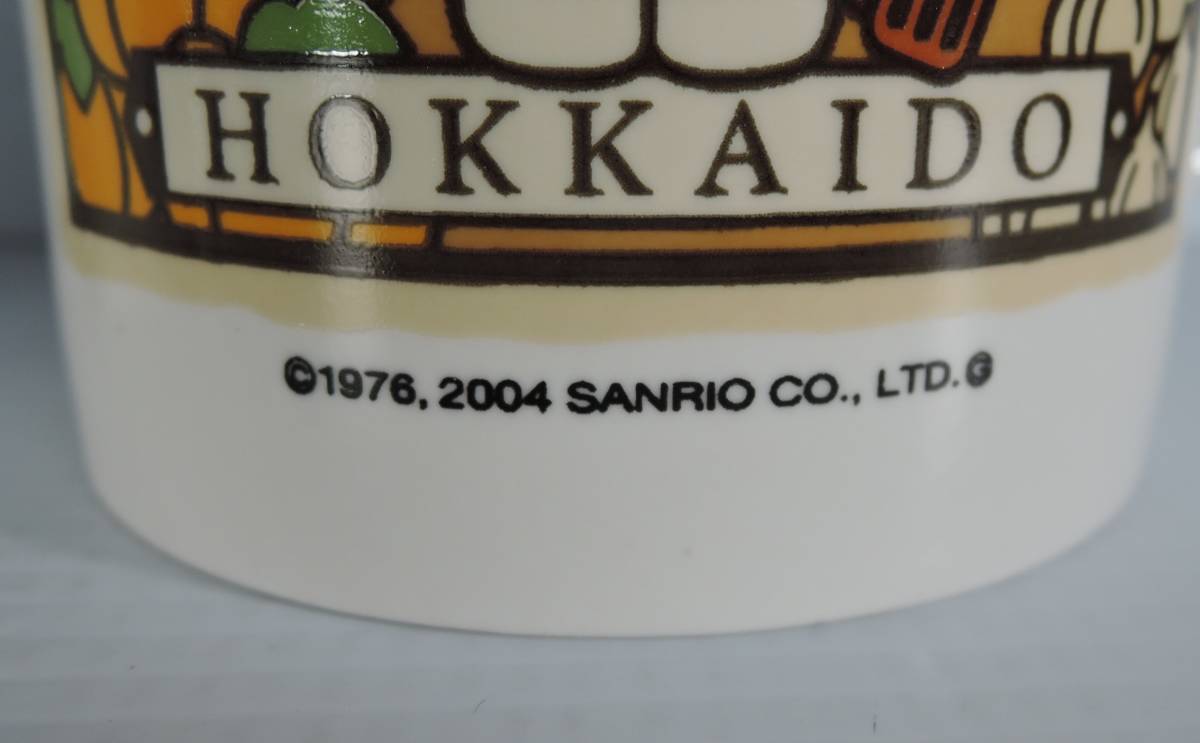 HOKKAIDO
©1976, 2004 SANRIO CO., LTD. Ⓖ